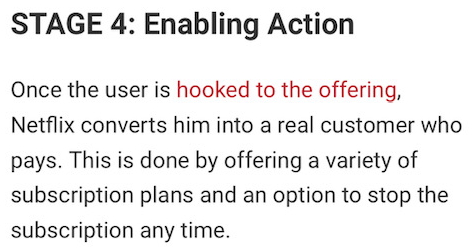 STAGE 4: Enabling Action
Once the user is hooked to the offering,
Netflix converts him into a real customer who
pays. This is done by offering a variety of
subscription plans and an option to stop the
subscription any time.